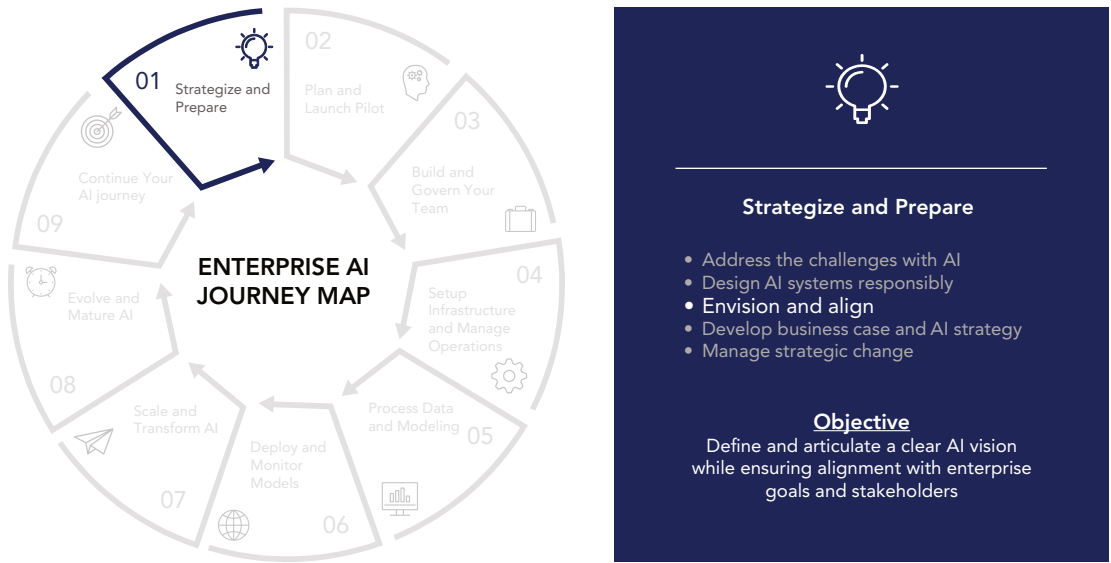 01
Strategize and
Prepare
02
Plan and
Launch Pilot
03
Build and
Govern Your
Team
04
Setup
Infrastructure
and Manage
Operations
Process Data
and Modeling
05
Deploy and
Monitor
Models
06
Scale and
Transform AI
07
Evolve and
Mature AI
08
Continue Your
AI journey
09
ENTERPRISE AI
JOURNEY MAP
Strategize and Prepare
• Address the challenges with AI
• Design AI systems responsibly
• Envision and align
• Develop business case and AI strategy
• Manage strategic change
Objective
Define and articulate a clear AI vision
while ensuring alignment with enterprise
goals and stakeholders